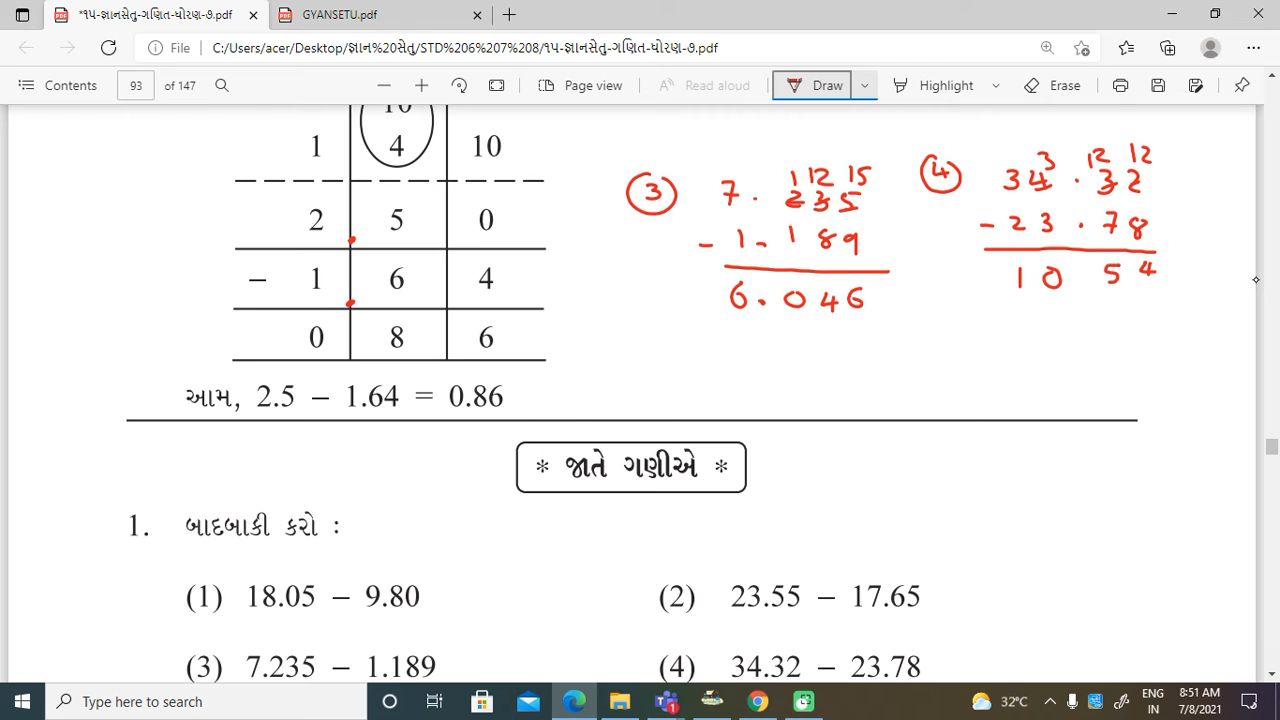 *૧૫-જ્ઞાનસેતુ-ગણિત-ધોરણ-૭.pdf
GYANSETU.pdf
File C:/Users/acer/Desktop/જ્ઞાન%20સેતુ/STD%206%207%208/૧૫-જ્ઞાનસેતુ-ગણિત-ધોરણ-૭.pdf
Contents 93 of 147 Page view Read aloud Draw Highlight Erase
10
1 4 10
2 5 0
− 1 6 4
0 8 6
આમ, 2.5 − 1.64 = 0.86
3
1 12 15
7 . 2 3 5
- 1 . 1 8 9
6 . 0 4 6
4
3 12 12
3 4 . 3 2
- 2 3 . 7 8
1 0 5 4
* જાતે ગણીએ *
1. બાદબાકી કરો :
(1) 18.05 − 9.80 (2) 23.55 − 17.65
(3) 7.235 − 1.189 (4) 34.32 − 23.78
Type here to search
1
32°C
ENG
IN
8:51 AM
7/8/2021